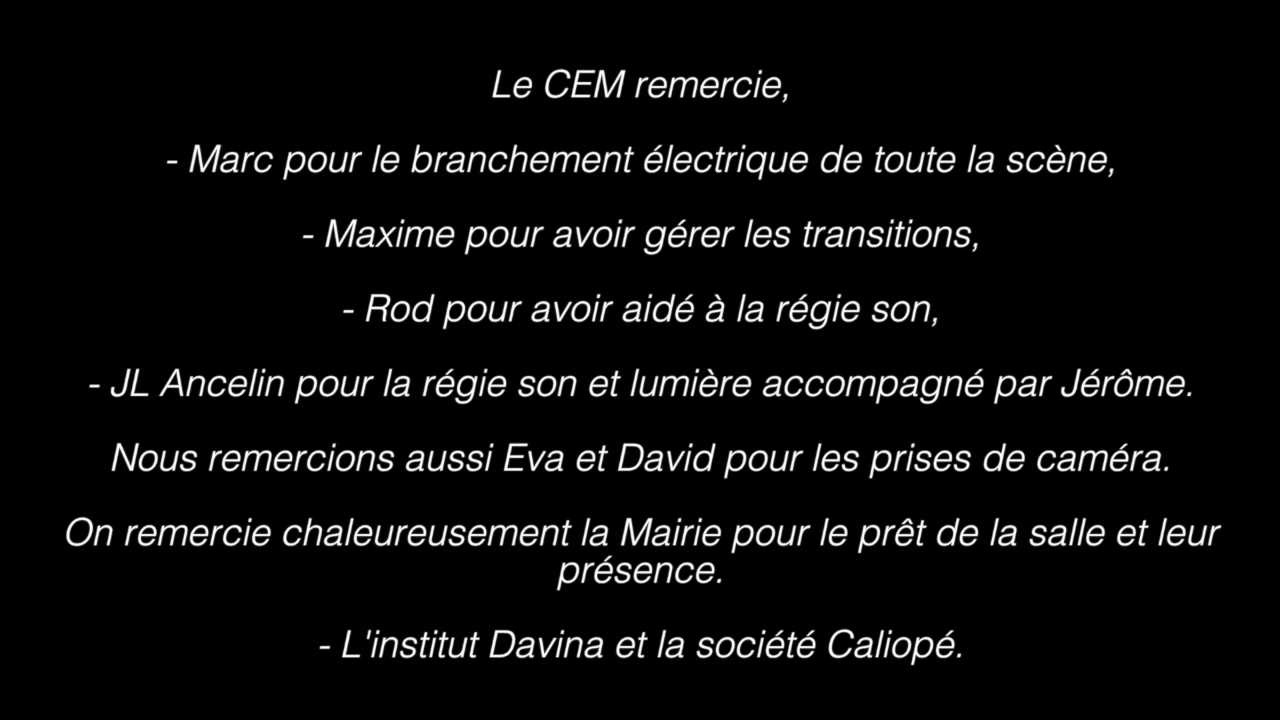 Le CEM remercie,
- Marc pour le branchement électrique de toute la scène,
- Maxime pour avoir gérer les transitions,
- Rod pour avoir aidé à la régie son,
- JL Ancelin pour la régie son et lumière accompagné par Jérôme.
Nous remercions aussi Eva et David pour les prises de caméra.
On remercie chaleureusement la Mairie pour le prêt de la salle et leur
présence.
- L'institut Davina et la société Caliopé.